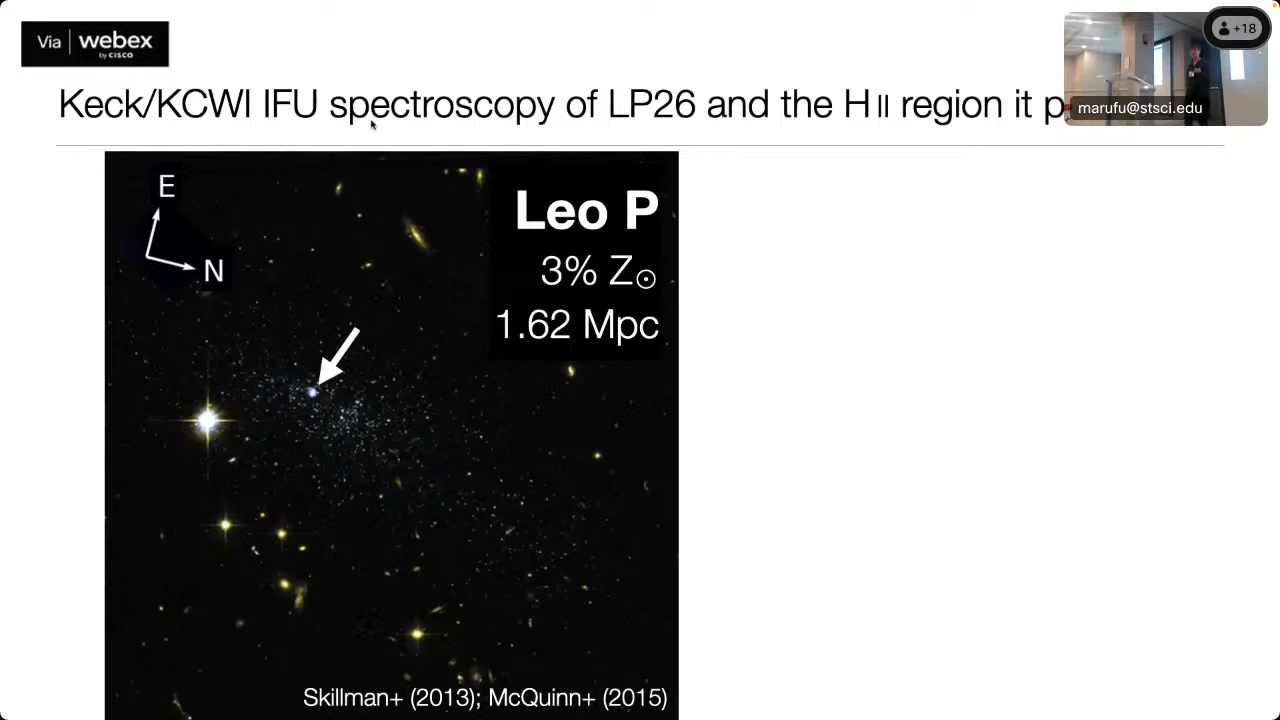 Via webex
by CISCO
+18
marufu@stsci.edu
Keck/KCWI IFU spectroscopy of LP26 and the H II region it p
E
N
Leo P
3% Z⊙
1.62 Mpc
Skillman+ (2013); McQuinn+ (2015)